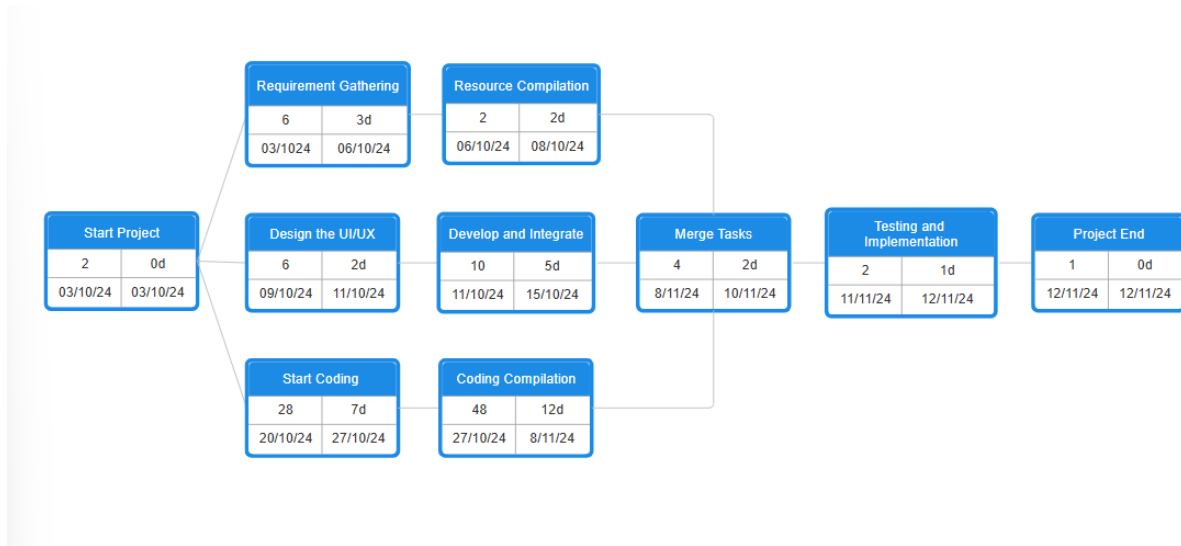 Requirement Gathering
6 3d
03/1024 06/10/24
Resource Compilation
2 2d
06/10/24 08/10/24
Start Project
2 0d
03/10/24 03/10/24
Design the UI/UX
6 2d
09/10/24 11/10/24
Develop and Integrate
10 5d
11/10/24 15/10/24
Merge Tasks
4 2d
8/11/24 10/11/24
Testing and
Implementation
2 1d
11/11/24 12/11/24
Project End
1 0d
12/11/24 12/11/24
Start Coding
28 7d
20/10/24 27/10/24
Coding Compilation
48 12d
27/10/24 8/11/24